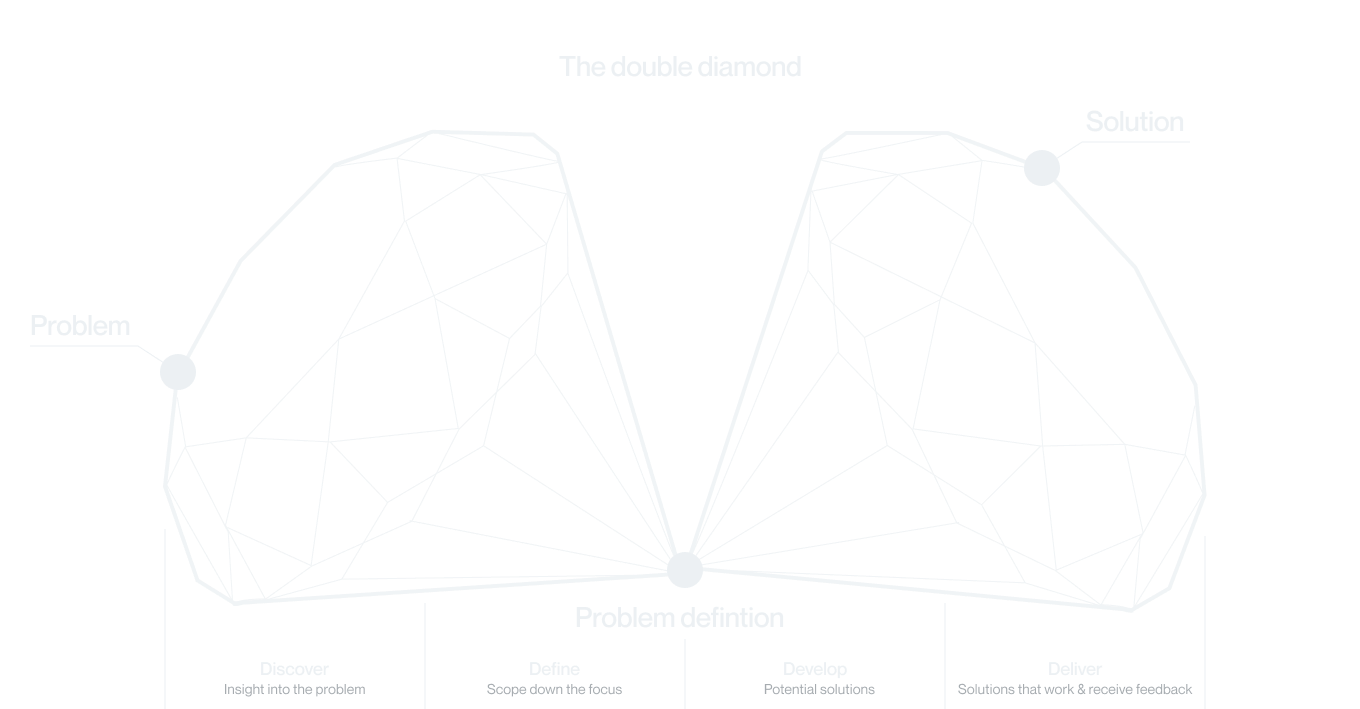 The double diamond
Solution
Problem
Problem defintion
Discover
Insight into the problem
Define
Scope down the focus
Develop
Potential solutions
Deliver
Solutions that work & receive feedback